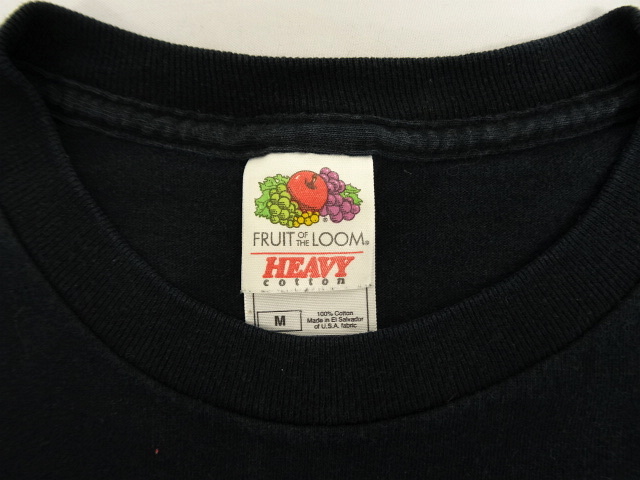 FRUIT OF THE LOOM®
HEAVY
cotton
M
100% Cotton
Made in El Salvador
of U.S.A. fabric